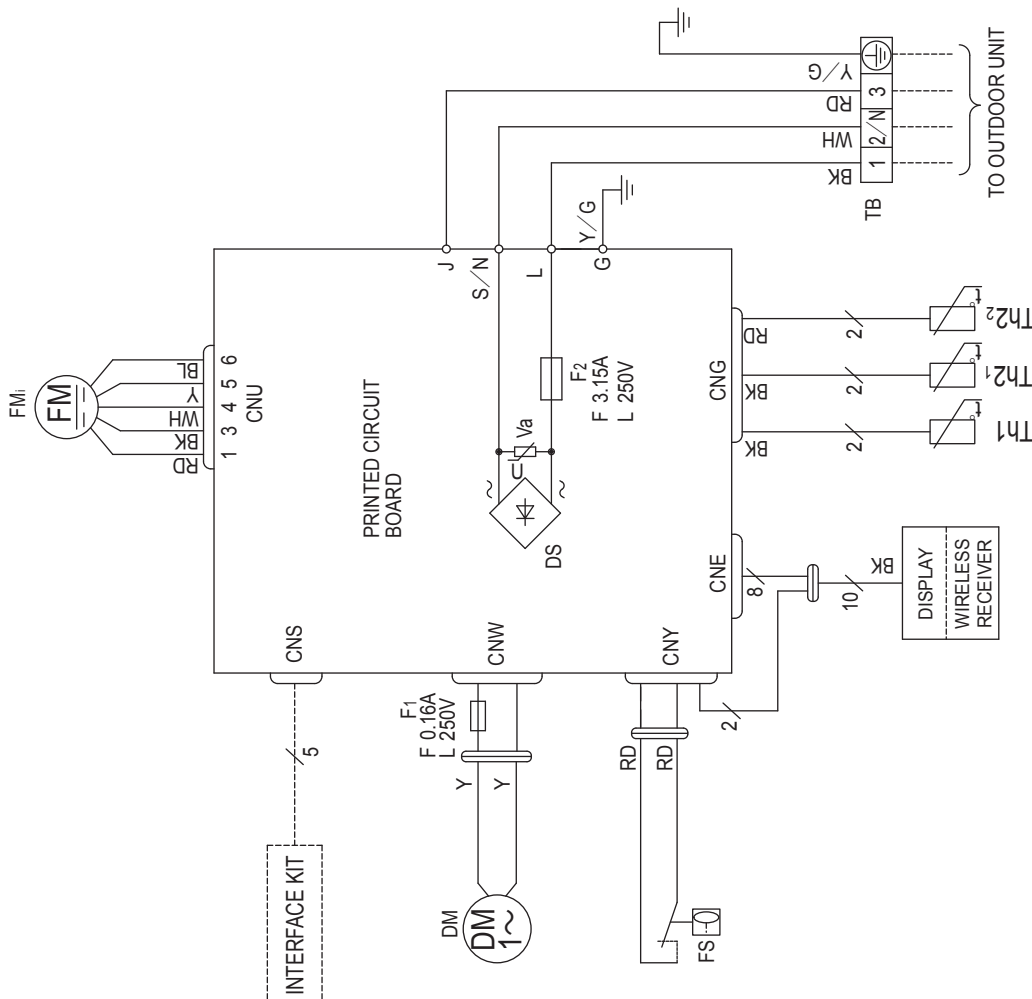 FMi
FM
RD
BK
WH
Y
BL
1 3 4 5 6
CNU
PRINTED CIRCUIT
BOARD
J
S/N
L
G
Y/G
F2
F 3.15A
L 250V
Va
U
~
~
DS
CNS
5
INTERFACE KIT
CNW
F1
F 0.16A
L 250V
Y
Y
DM
DM
1~
CNY
RD
RD
2
FS
CNE
8
10
BK
DISPLAY
WIRELESS
RECEIVER
CNG
BK
BK
RD
2
2
2
t°
t°
t°
Th1
Th2₁
Th2₂
BK
WH
RD
Y/G
1
2/N
3
TB
TO OUTDOOR UNIT